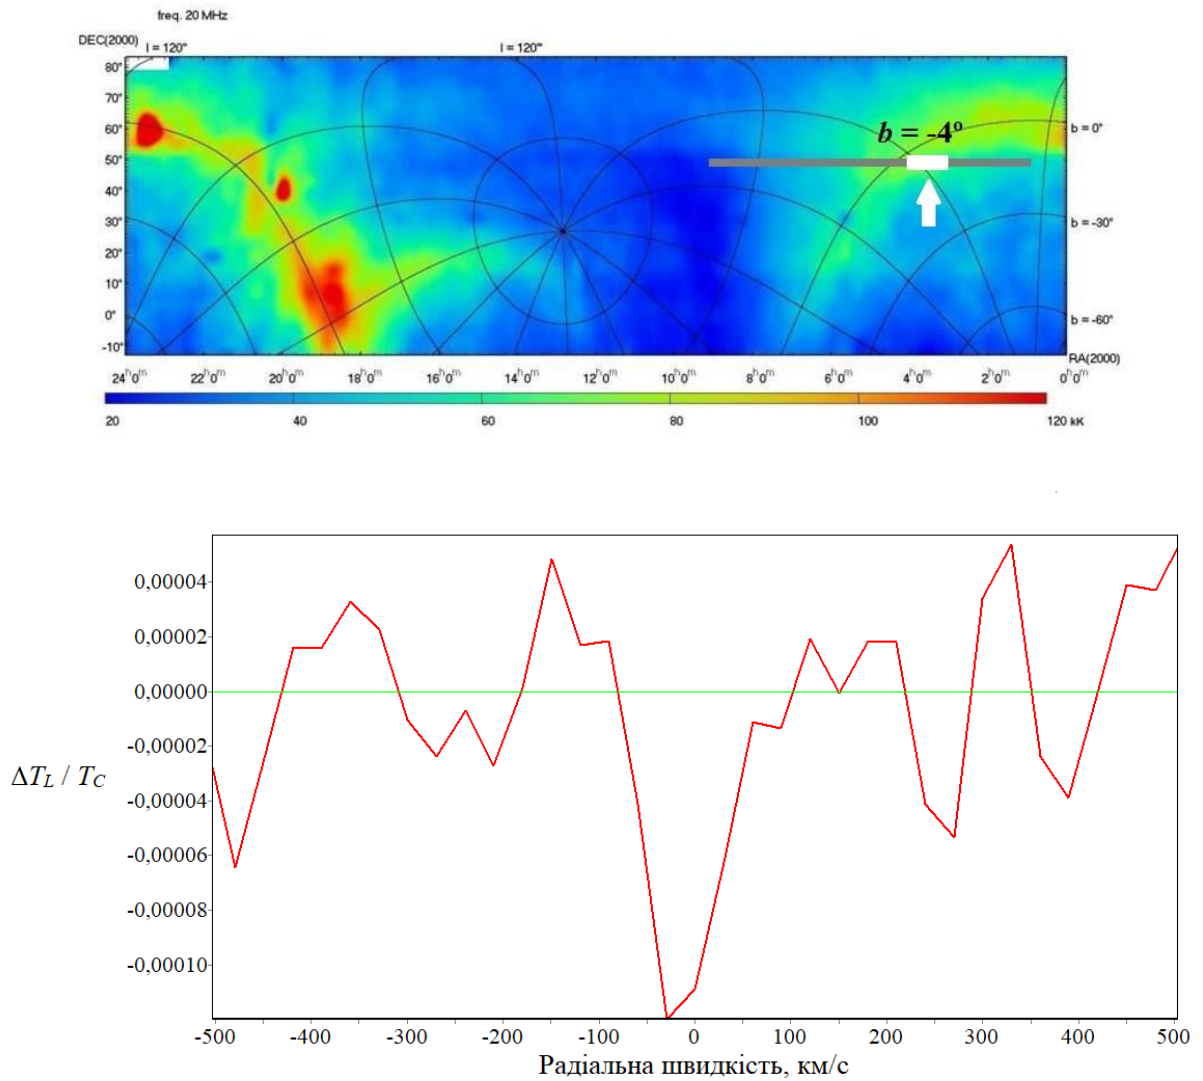 freq. 20 MHz
DEC(2000)
l = 120°
l = 120°
80°
70°
60°
50°
40°
30°
20°
10°
0°
-10°
b = -4°
b = 0°
b = -30°
b = -60°
RA(2000)
24h0m 22h0m 20h0m 18h0m 16h0m 14h0m 12h0m 10h0m 8h0m 6h0m 4h0m 2h0m 0h0m
20 40 60 80 100 120 kK
0,00004
0,00002
0,00000
-0,00002
ΔT_L / T_C
-0,00004
-0,00006
-0,00008
-0,00010
-500 -400 -300 -200 -100 0 100 200 300 400 500
Радіальна швидкість, км/с